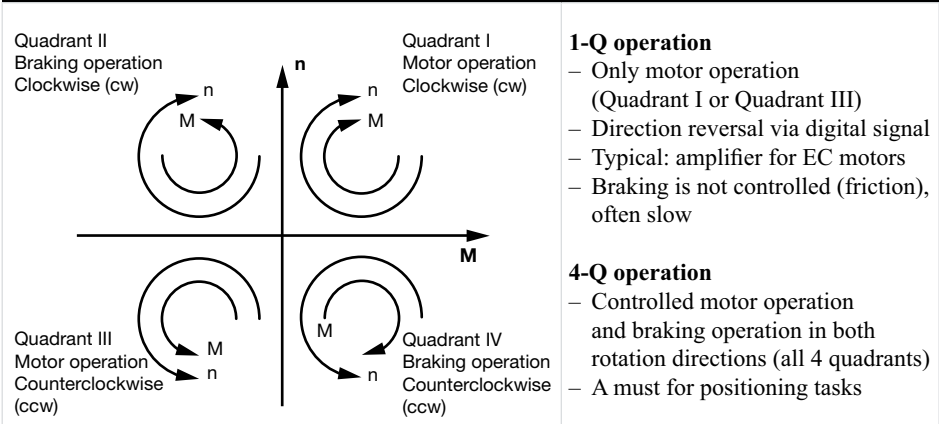 Quadrant II
Braking operation
Clockwise (cw)
n
M
n
Quadrant I
Motor operation
Clockwise (cw)
n
M
M
Quadrant III
Motor operation
Counterclockwise
(ccw)
M
n
M
n
Quadrant IV
Braking operation
Counterclockwise
(ccw)
1-Q operation
– Only motor operation
(Quadrant I or Quadrant III)
– Direction reversal via digital signal
– Typical: amplifier for EC motors
– Braking is not controlled (friction),
often slow
4-Q operation
– Controlled motor operation
and braking operation in both
rotation directions (all 4 quadrants)
– A must for positioning tasks